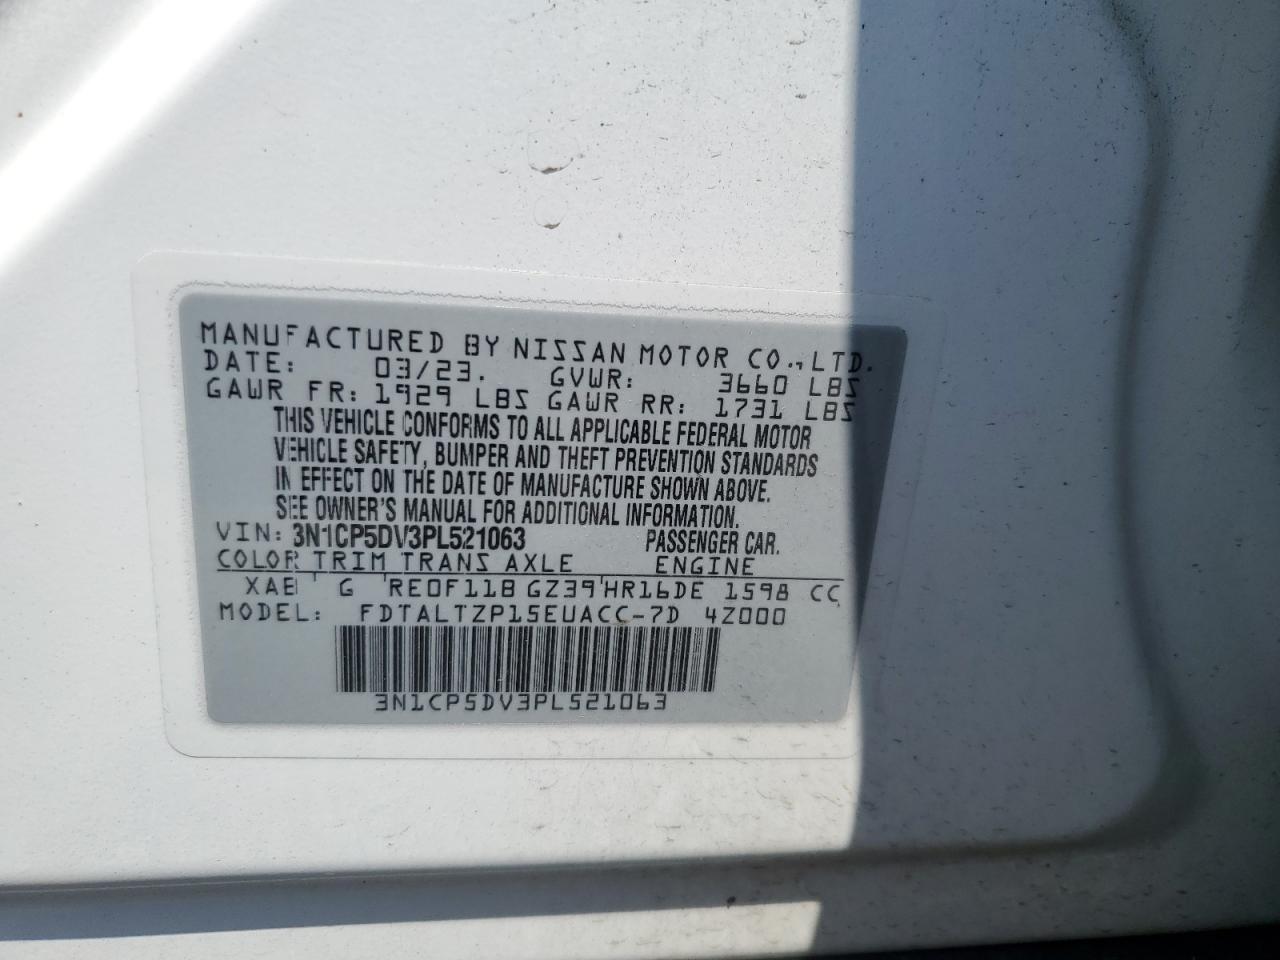 MANUFACTURED BY NISSAN MOTOR CO.,LTD.
DATE: 03/23. GVWR: 3660 LBS
GAWR FR: 1929 LBS GAWR RR: 1731 LBS
THIS VEHICLE CONFORMS TO ALL APPLICABLE FEDERAL MOTOR
VEHICLE SAFETY, BUMPER AND THEFT PREVENTION STANDARDS
IN EFFECT ON THE DATE OF MANUFACTURE SHOWN ABOVE.
SEE OWNER'S MANUAL FOR ADDITIONAL INFORMATION.
VIN: 3N1CP5DV3PL521063 PASSENGER CAR.
COLOR TRIM TRANS AXLE ENGINE
XAB G RE0F11B GZ39 HR16DE 1598 CC
MODEL: FDTALTZP15EUACC-7D 4Z000
3N1CP5DV3PL521063